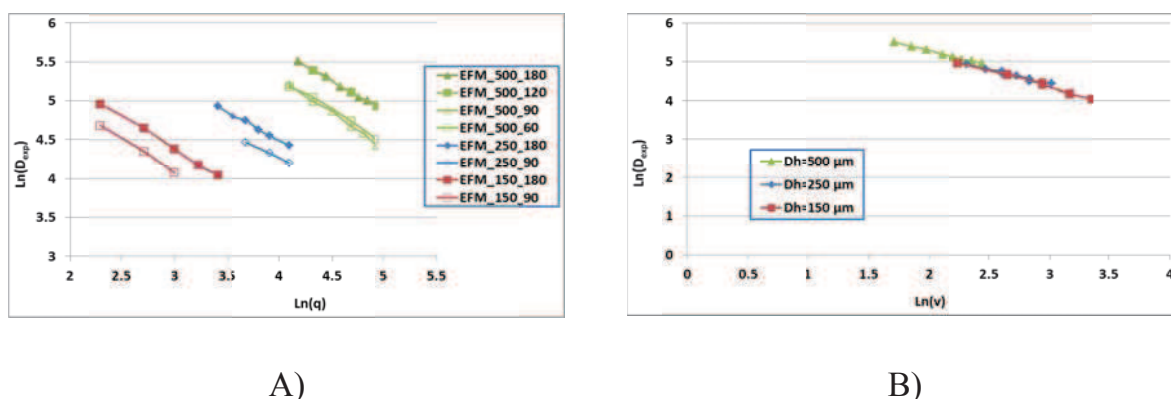 6
5.5
5
4.5
4
3.5
3
Ln(D_exp)
2
2.5
3
3.5
4
4.5
5
5.5
Ln(q)
EFM_500_180
EFM_500_120
EFM_500_90
EFM_500_60
EFM_250_180
EFM_250_90
EFM_150_180
EFM_150_90
A)
6
5
4
3
2
1
0
Ln(D_exp)
0
0.5
1
1.5
2
2.5
3
3.5
4
Ln(v)
Dh=500 μm
Dh=250 μm
Dh=150 μm
B)